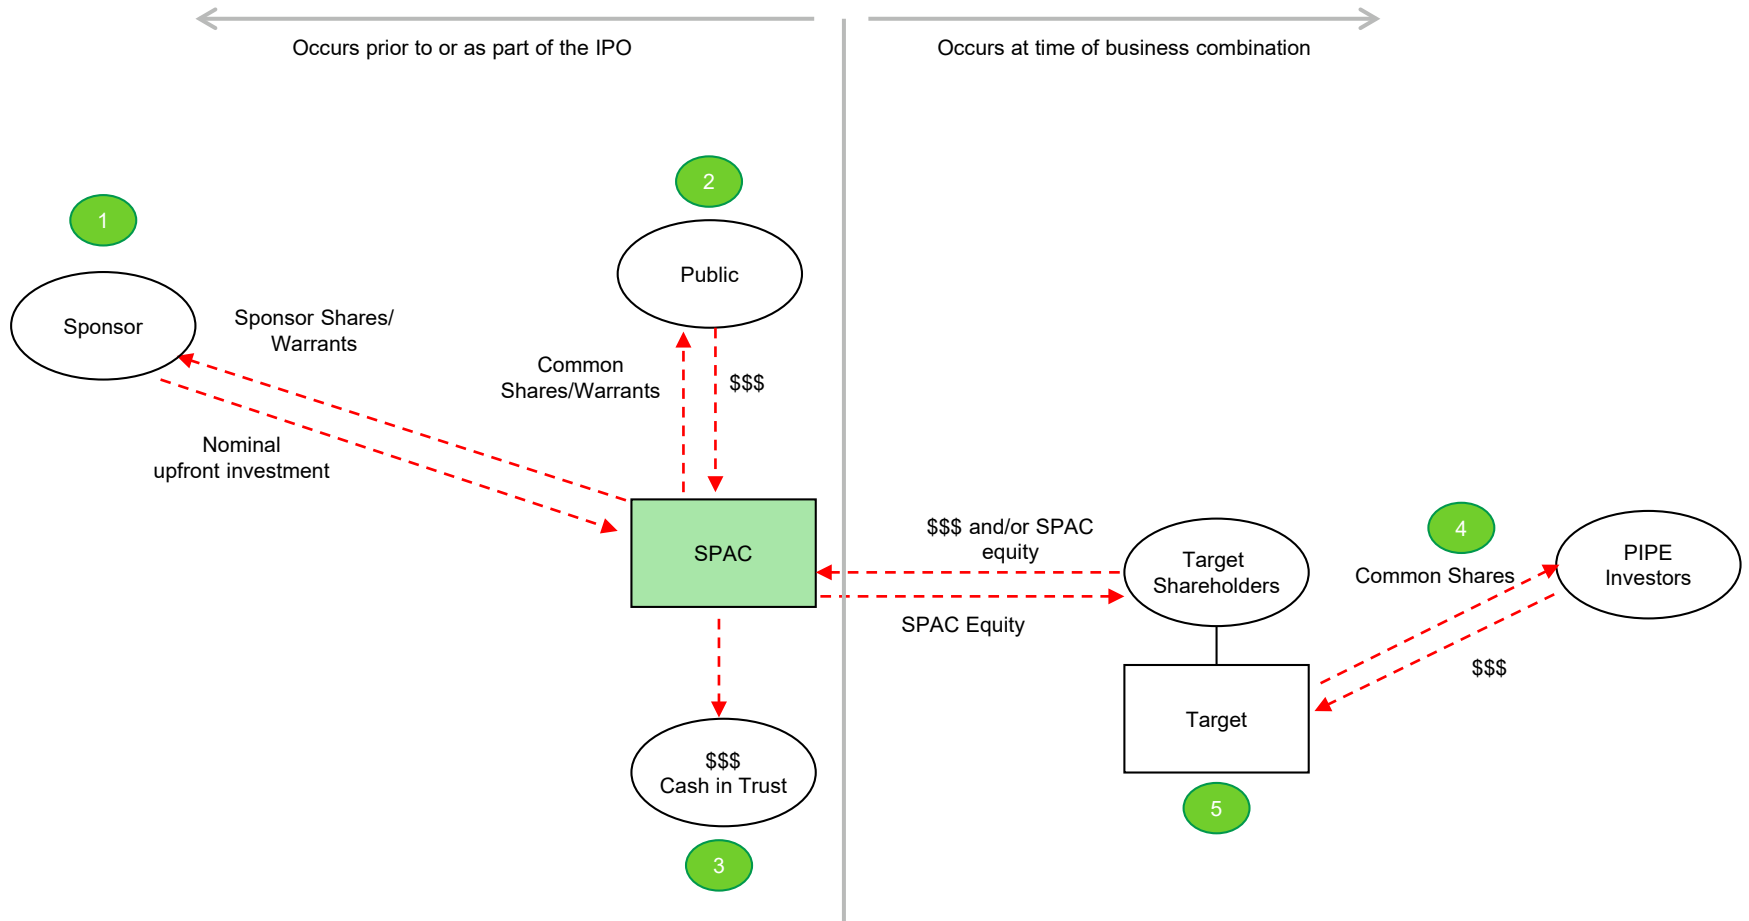 Occurs prior to or as part of the IPO
Occurs at time of business combination
1
Sponsor
Sponsor Shares/
Warrants
Nominal
upfront investment
2
Public
Common
Shares/Warrants
$$$
SPAC
$$$
Cash in Trust
3
$$$ and/or SPAC
equity
SPAC Equity
Target
Shareholders
Target
5
4
Common Shares
$$$
PIPE
Investors